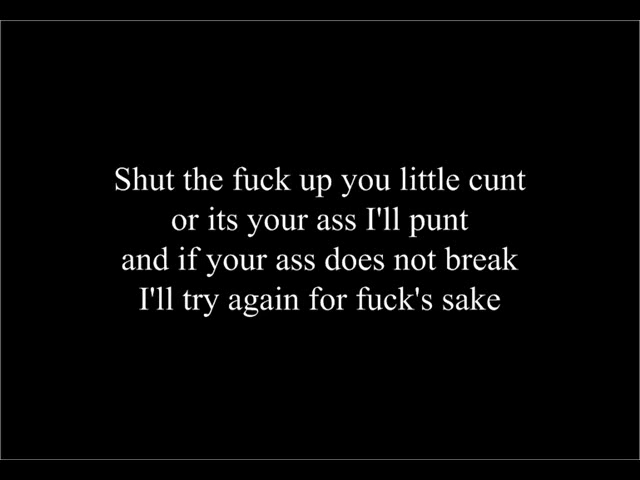 Shut the fuck up you little cunt
or its your ass I'll punt
and if your ass does not break
I'll try again for fuck's sake